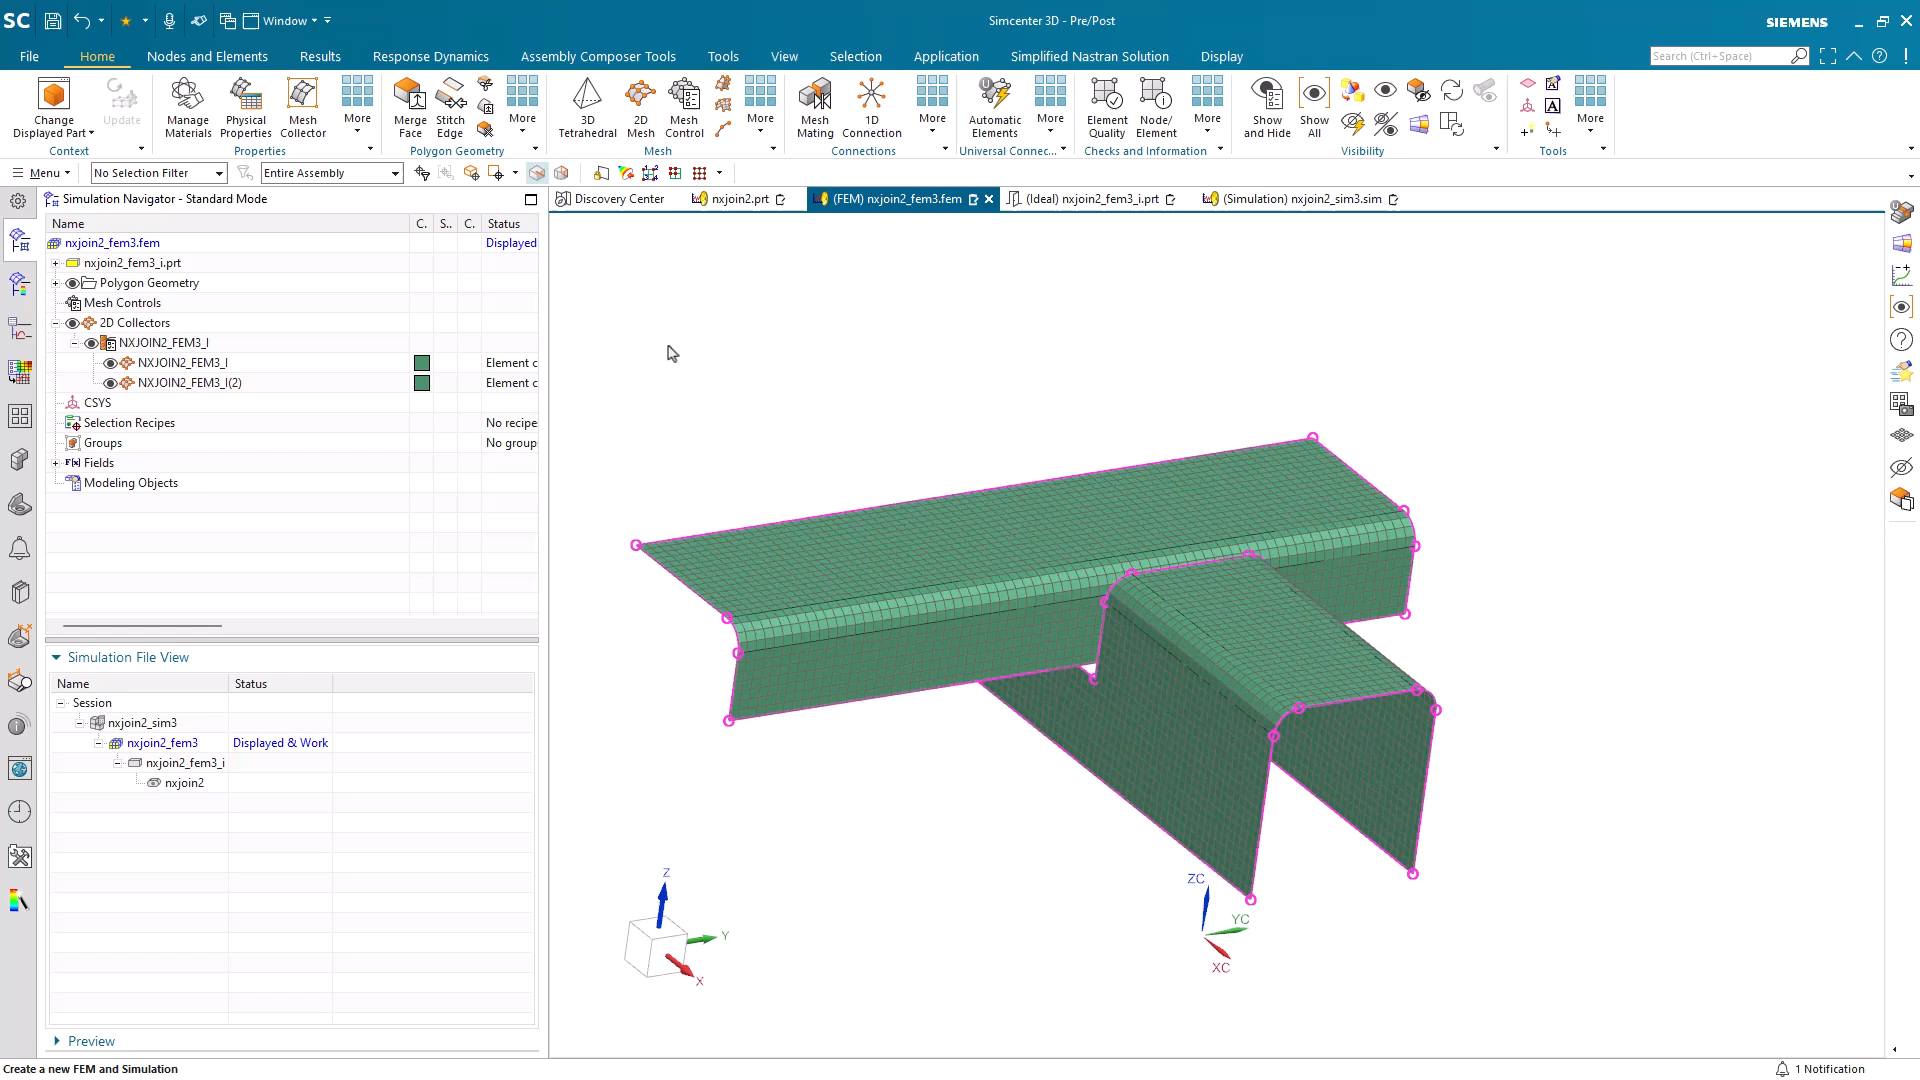 SC Window Simcenter 3D - Pre/Post SIEMENS
File Home Nodes and Elements Results Response Dynamics Assembly Composer Tools Tools View Selection Application Simplified Nastran Solution Display Search (Ctrl+Space)
Change Displayed Part
Update
Context
Manage Materials
Physical Properties
Mesh Collector
More
Properties
Merge Face
Stitch Edge
More
Polygon Geometry
3D Tetrahedral
2D Mesh
Mesh Control
More
Mesh
Mesh Mating
1D Connection
More
Connections
Automatic Elements
More
Universal Connec...
Element Quality
Node/ Element
More
Checks and Information
Show and Hide
Show All
Visibility
More
Tools
Menu No Selection Filter Entire Assembly
Simulation Navigator - Standard Mode
Discovery Center nxjoin2.prt (FEM) nxjoin2_fem3.fem (Ideal) nxjoin2_fem3_i.prt (Simulation) nxjoin2_sim3.sim
Name C. S.. C. Status
nxjoin2_fem3.fem Displayed
nxjoin2_fem3_i.prt
Polygon Geometry
Mesh Controls
2D Collectors
NXJOIN2_FEM3_I
NXJOIN2_FEM3_I Element c
NXJOIN2_FEM3_I(2) Element c
CSYS
Selection Recipes No recipe
Groups No group
Fields
Modeling Objects
Simulation File View
Name Status
Session
nxjoin2_sim3
nxjoin2_fem3 Displayed & Work
nxjoin2_fem3_i
nxjoin2
Preview
Z
Y
X
ZC
YC
XC
Create a new FEM and Simulation 1 Notification